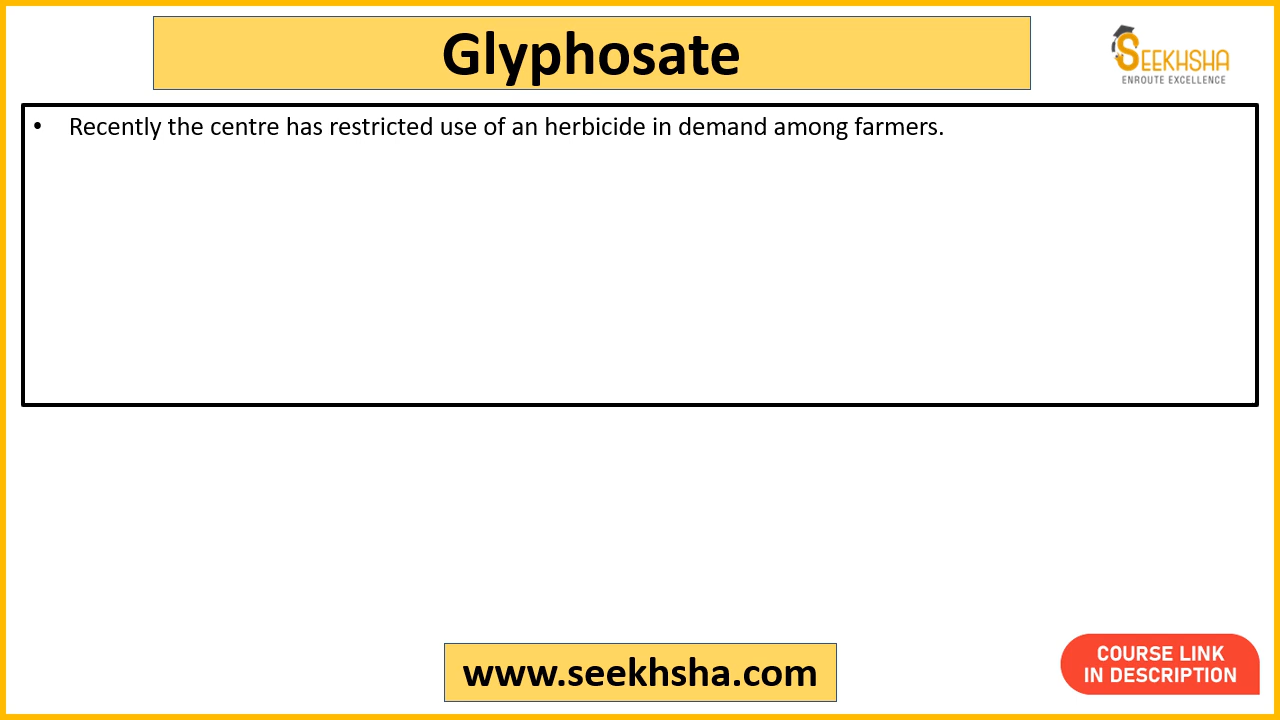 Glyphosate
SEEKHSHA
ENROUTE EXCELLENCE
• Recently the centre has restricted use of an herbicide in demand among farmers.
www.seekhsha.com
COURSE LINK
IN DESCRIPTION